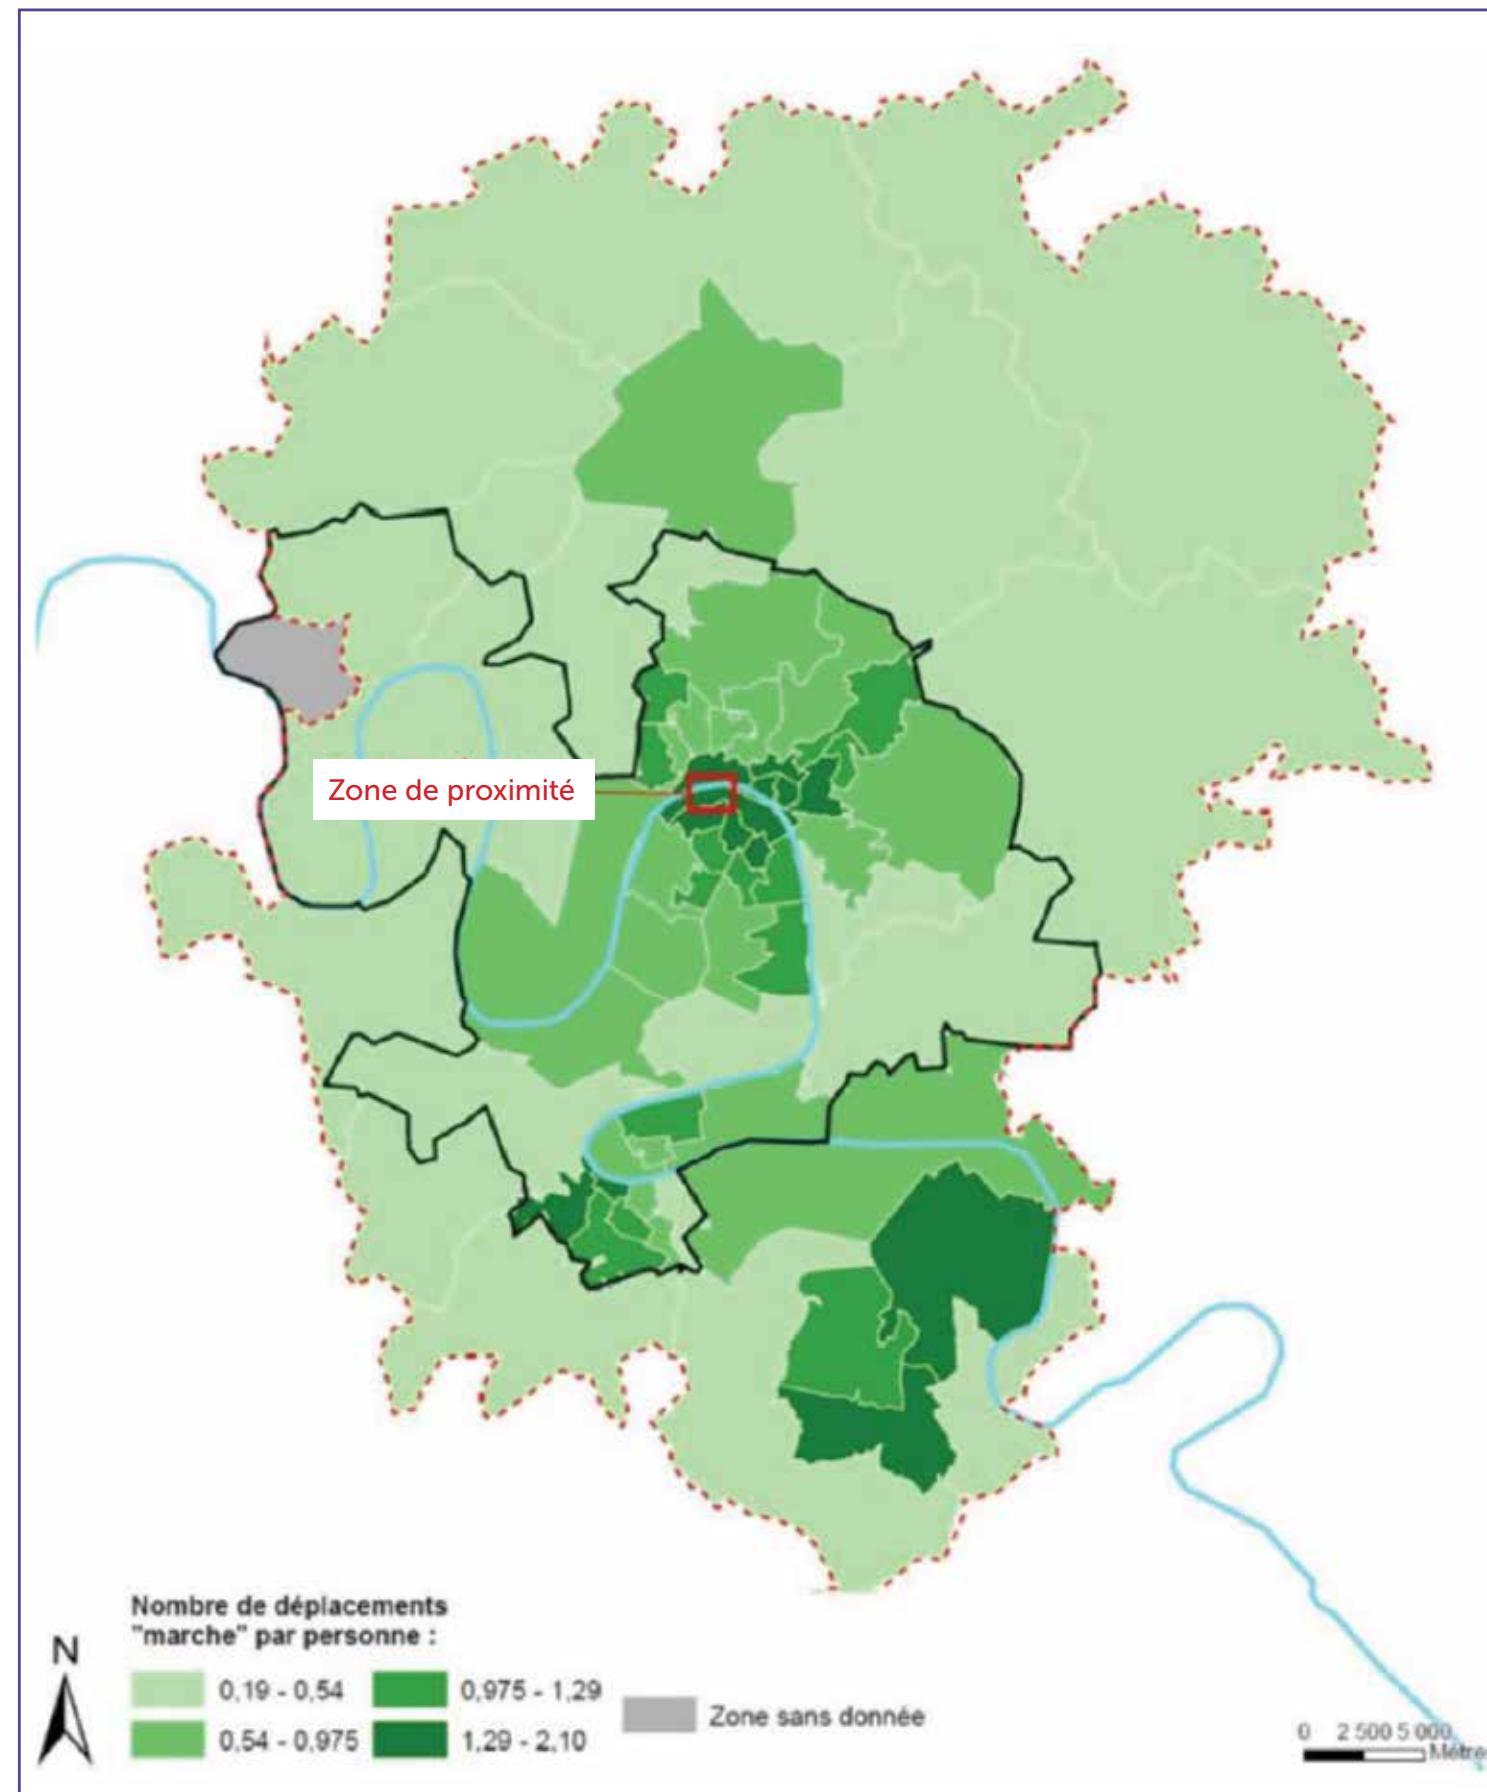 Zone de proximité
Nombre de déplacements
"marche" par personne :
N
0,19 - 0,54
0,975 - 1,29
0,54 - 0,975
1,29 - 2,10
Zone sans donnée
0 2 500 5 000
Mètre